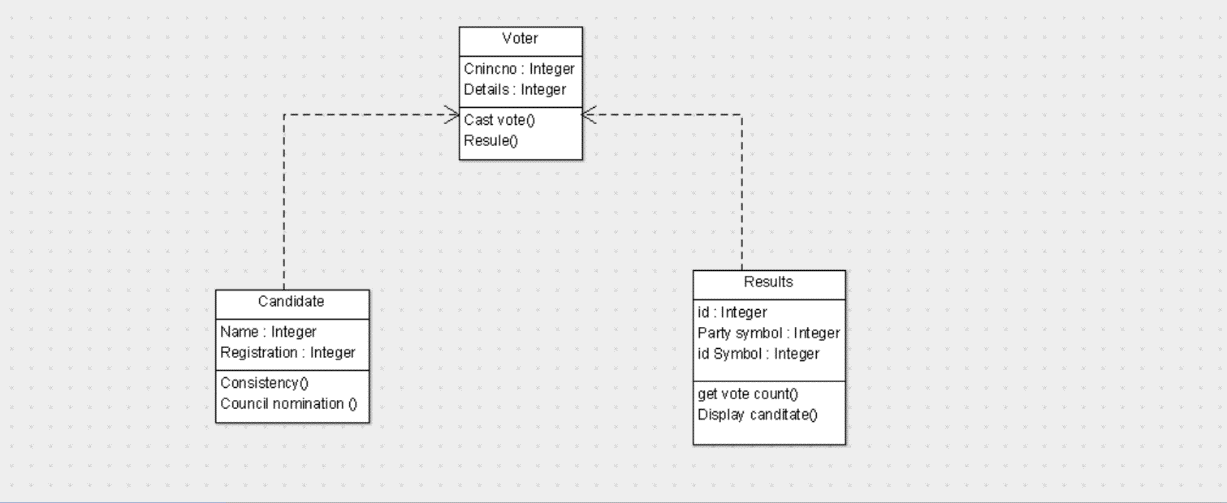 Voter
Cnincno : Integer
Details : Integer
Cast vote()
Resule()
Candidate
Name : Integer
Registration : Integer
Consistency()
Council nomination ()
Results
id : Integer
Party symbol : Integer
id Symbol : Integer
get vote count()
Display canditate()